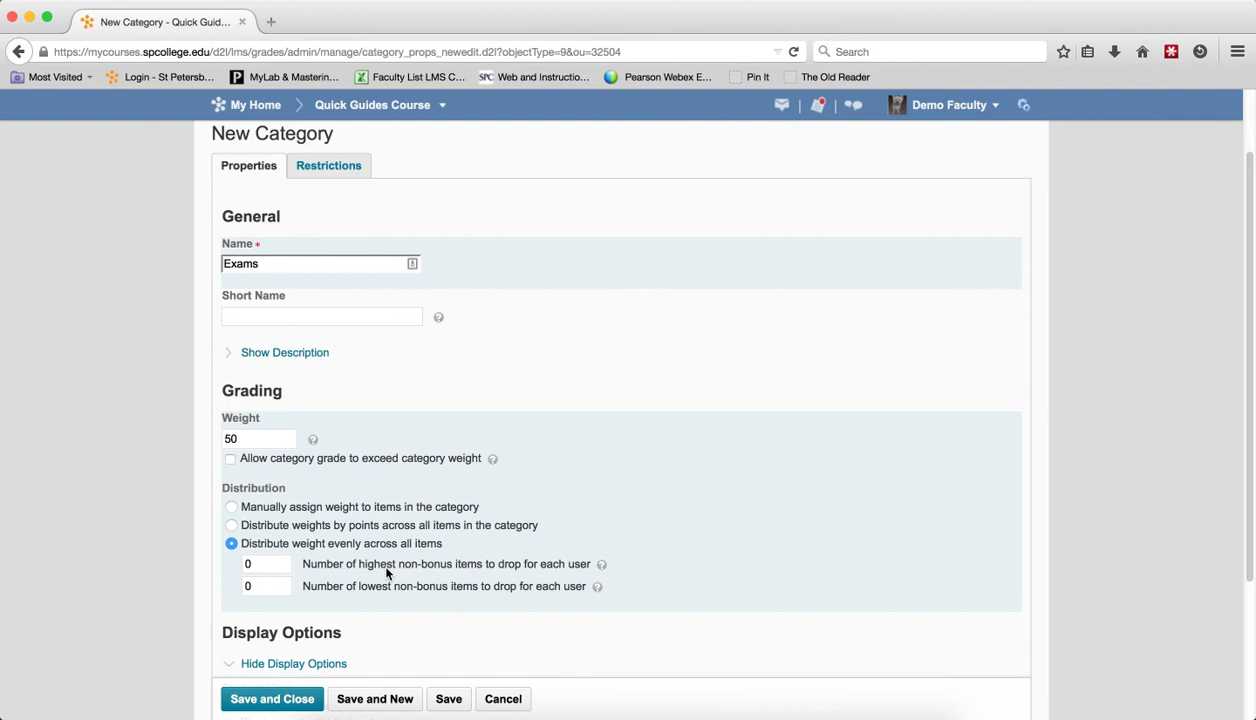 New Category - Quick Guid...
https://mycourses.spcollege.edu/d2l/lms/grades/admin/manage/category_props_newedit.d2l?objectType=9&ou=32504
Search
Most Visited
Login - St Petersb...
P MyLab & Masterin...
Faculty List LMS C...
SPC Web and Instructio...
Pearson Webex E...
Pin It
The Old Reader
My Home
Quick Guides Course
Demo Faculty
New Category
Properties
Restrictions
General
Name *
Exams
Short Name
Show Description
Grading
Weight
50
Allow category grade to exceed category weight
Distribution
Manually assign weight to items in the category
Distribute weights by points across all items in the category
Distribute weight evenly across all items
0 Number of highest non-bonus items to drop for each user
0 Number of lowest non-bonus items to drop for each user
Display Options
Hide Display Options
Save and Close
Save and New
Save
Cancel